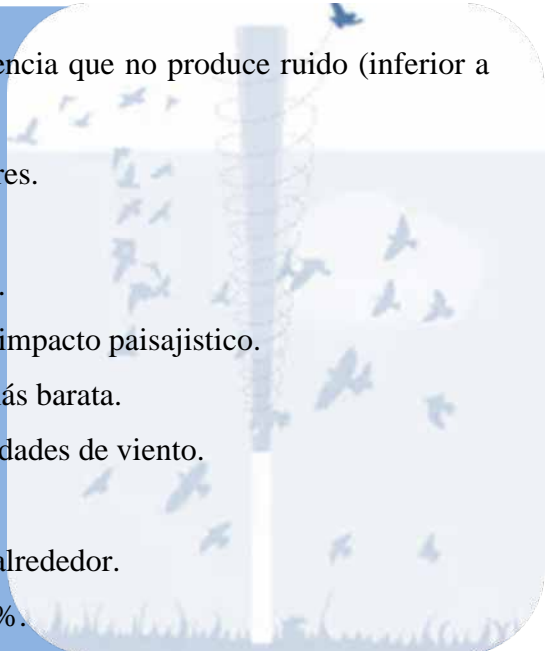 encia que no produce ruido (inferior a
res.
.
impacto paisajistico.
ás barata.
dades de viento.
alrededor.
%.